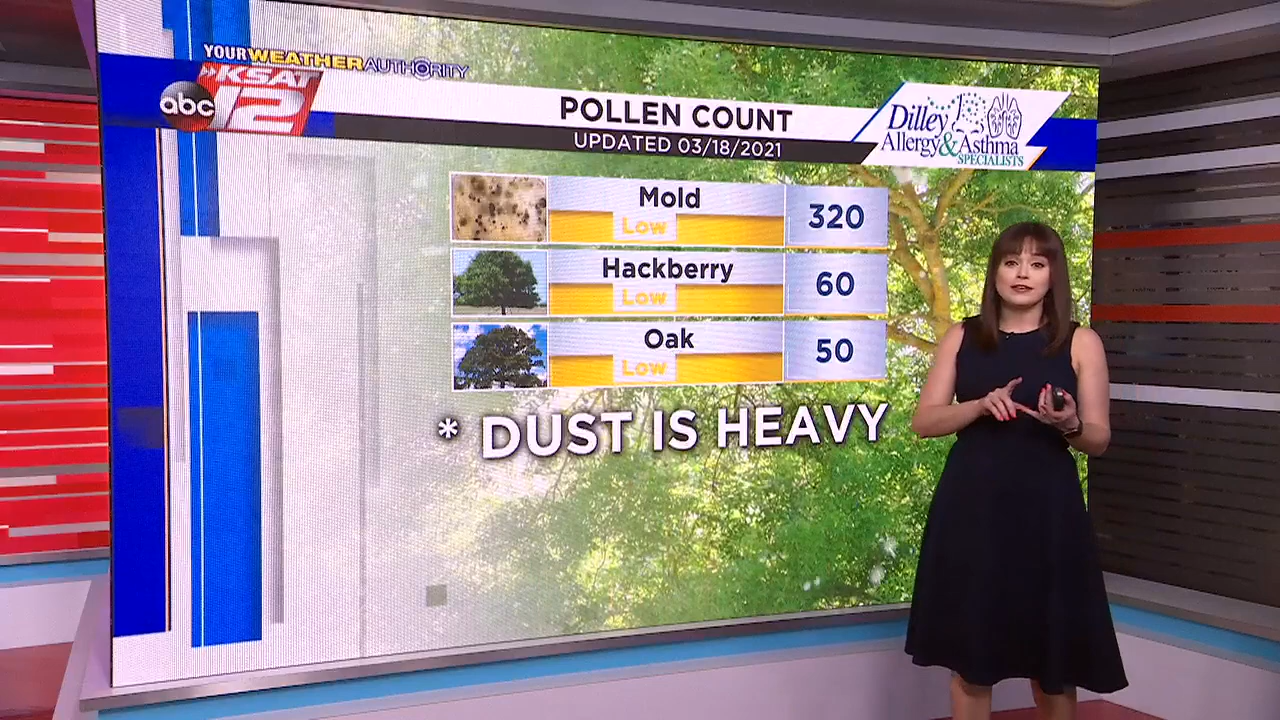 YOUR WEATHER AUTHORITY
KSAT
abc 12
POLLEN COUNT
UPDATED 03/18/2021
Dilley
Allergy & Asthma
SPECIALISTS
Mold 320
Low
Hackberry 60
Low
Oak 50
Low
* DUST IS HEAVY